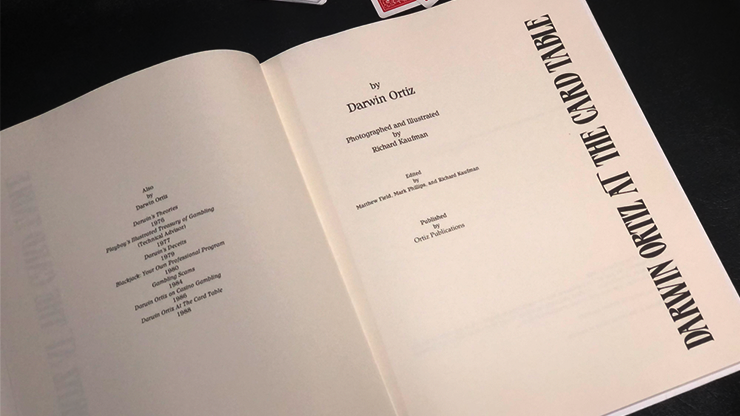 Also
by
Darwin Ortiz
Darwin's Theories
1976
Playboy's Illustrated Treasury of Gambling
(Technical Advisor)
1977
Darwin's Deceits
1979
Blackjack: Your Own Professional Program
1980
Gambling Scams
1984
Darwin Ortiz on Casino Gambling
1986
Darwin Ortiz At The Card Table
1988
by
Darwin Ortiz
Photographed and Illustrated
by
Richard Kaufman
Edited
by
Matthew Field, Mark Phillips, and Richard Kaufman
Published
by
Ortiz Publications
DARWIN ORTIZ AT THE CARD TABLE